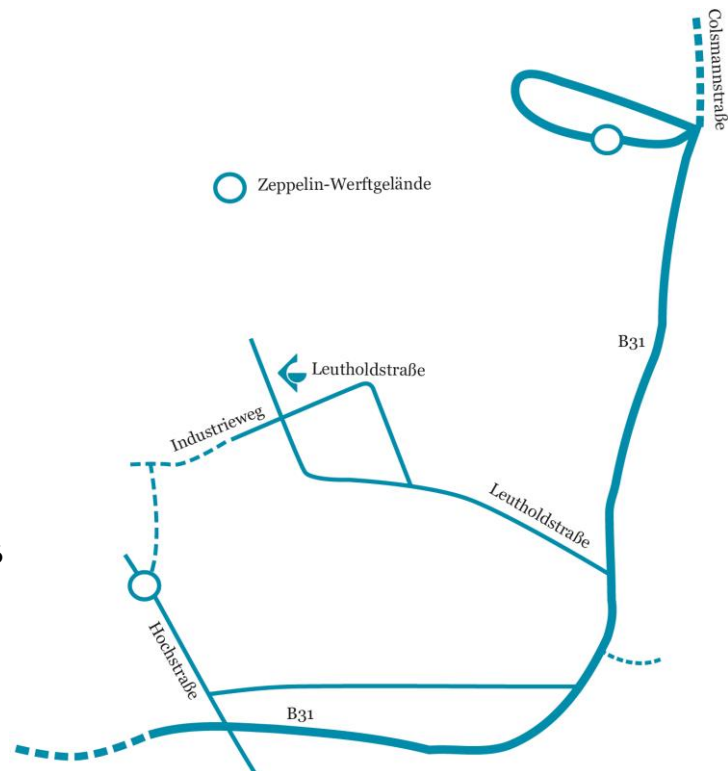 Colsmannstraße
Zeppelin-Werftgelände
B31
Leutholdstraße
Industrieweg
Leutholdstraße
Hochstraße
B31